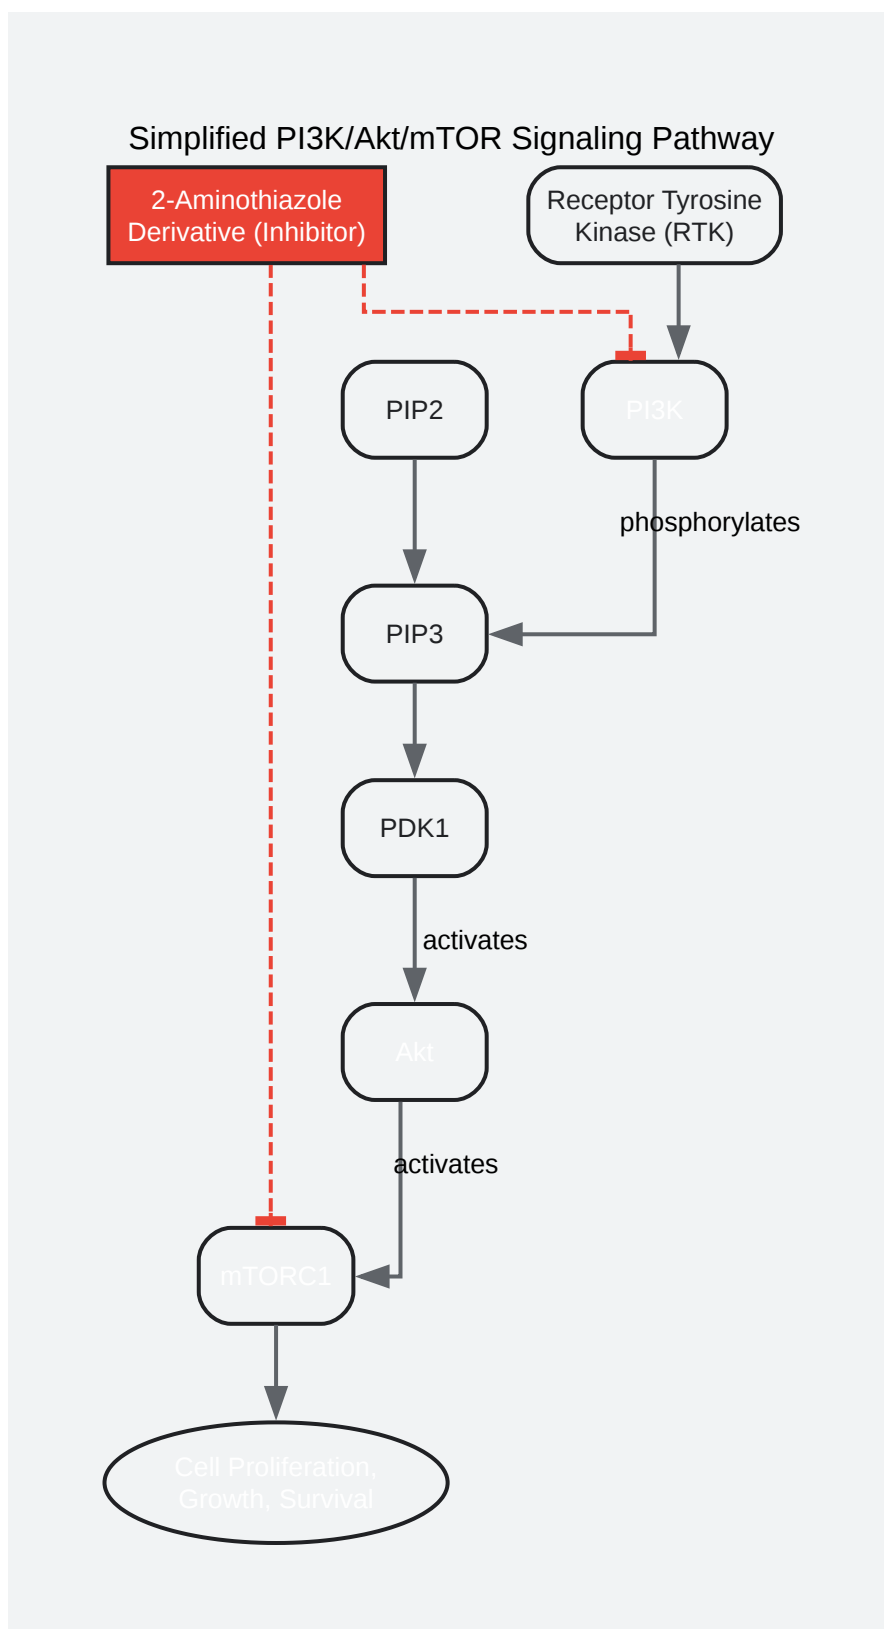 Simplified PI3K/Akt/mTOR Signaling Pathway
2-Aminothiazole
Derivative (Inhibitor)
Receptor Tyrosine
Kinase (RTK)
PIP2
PI3K
phosphorylates
PIP3
PDK1
activates
Akt
activates
mTORC1
Cell Proliferation,
Growth, Survival